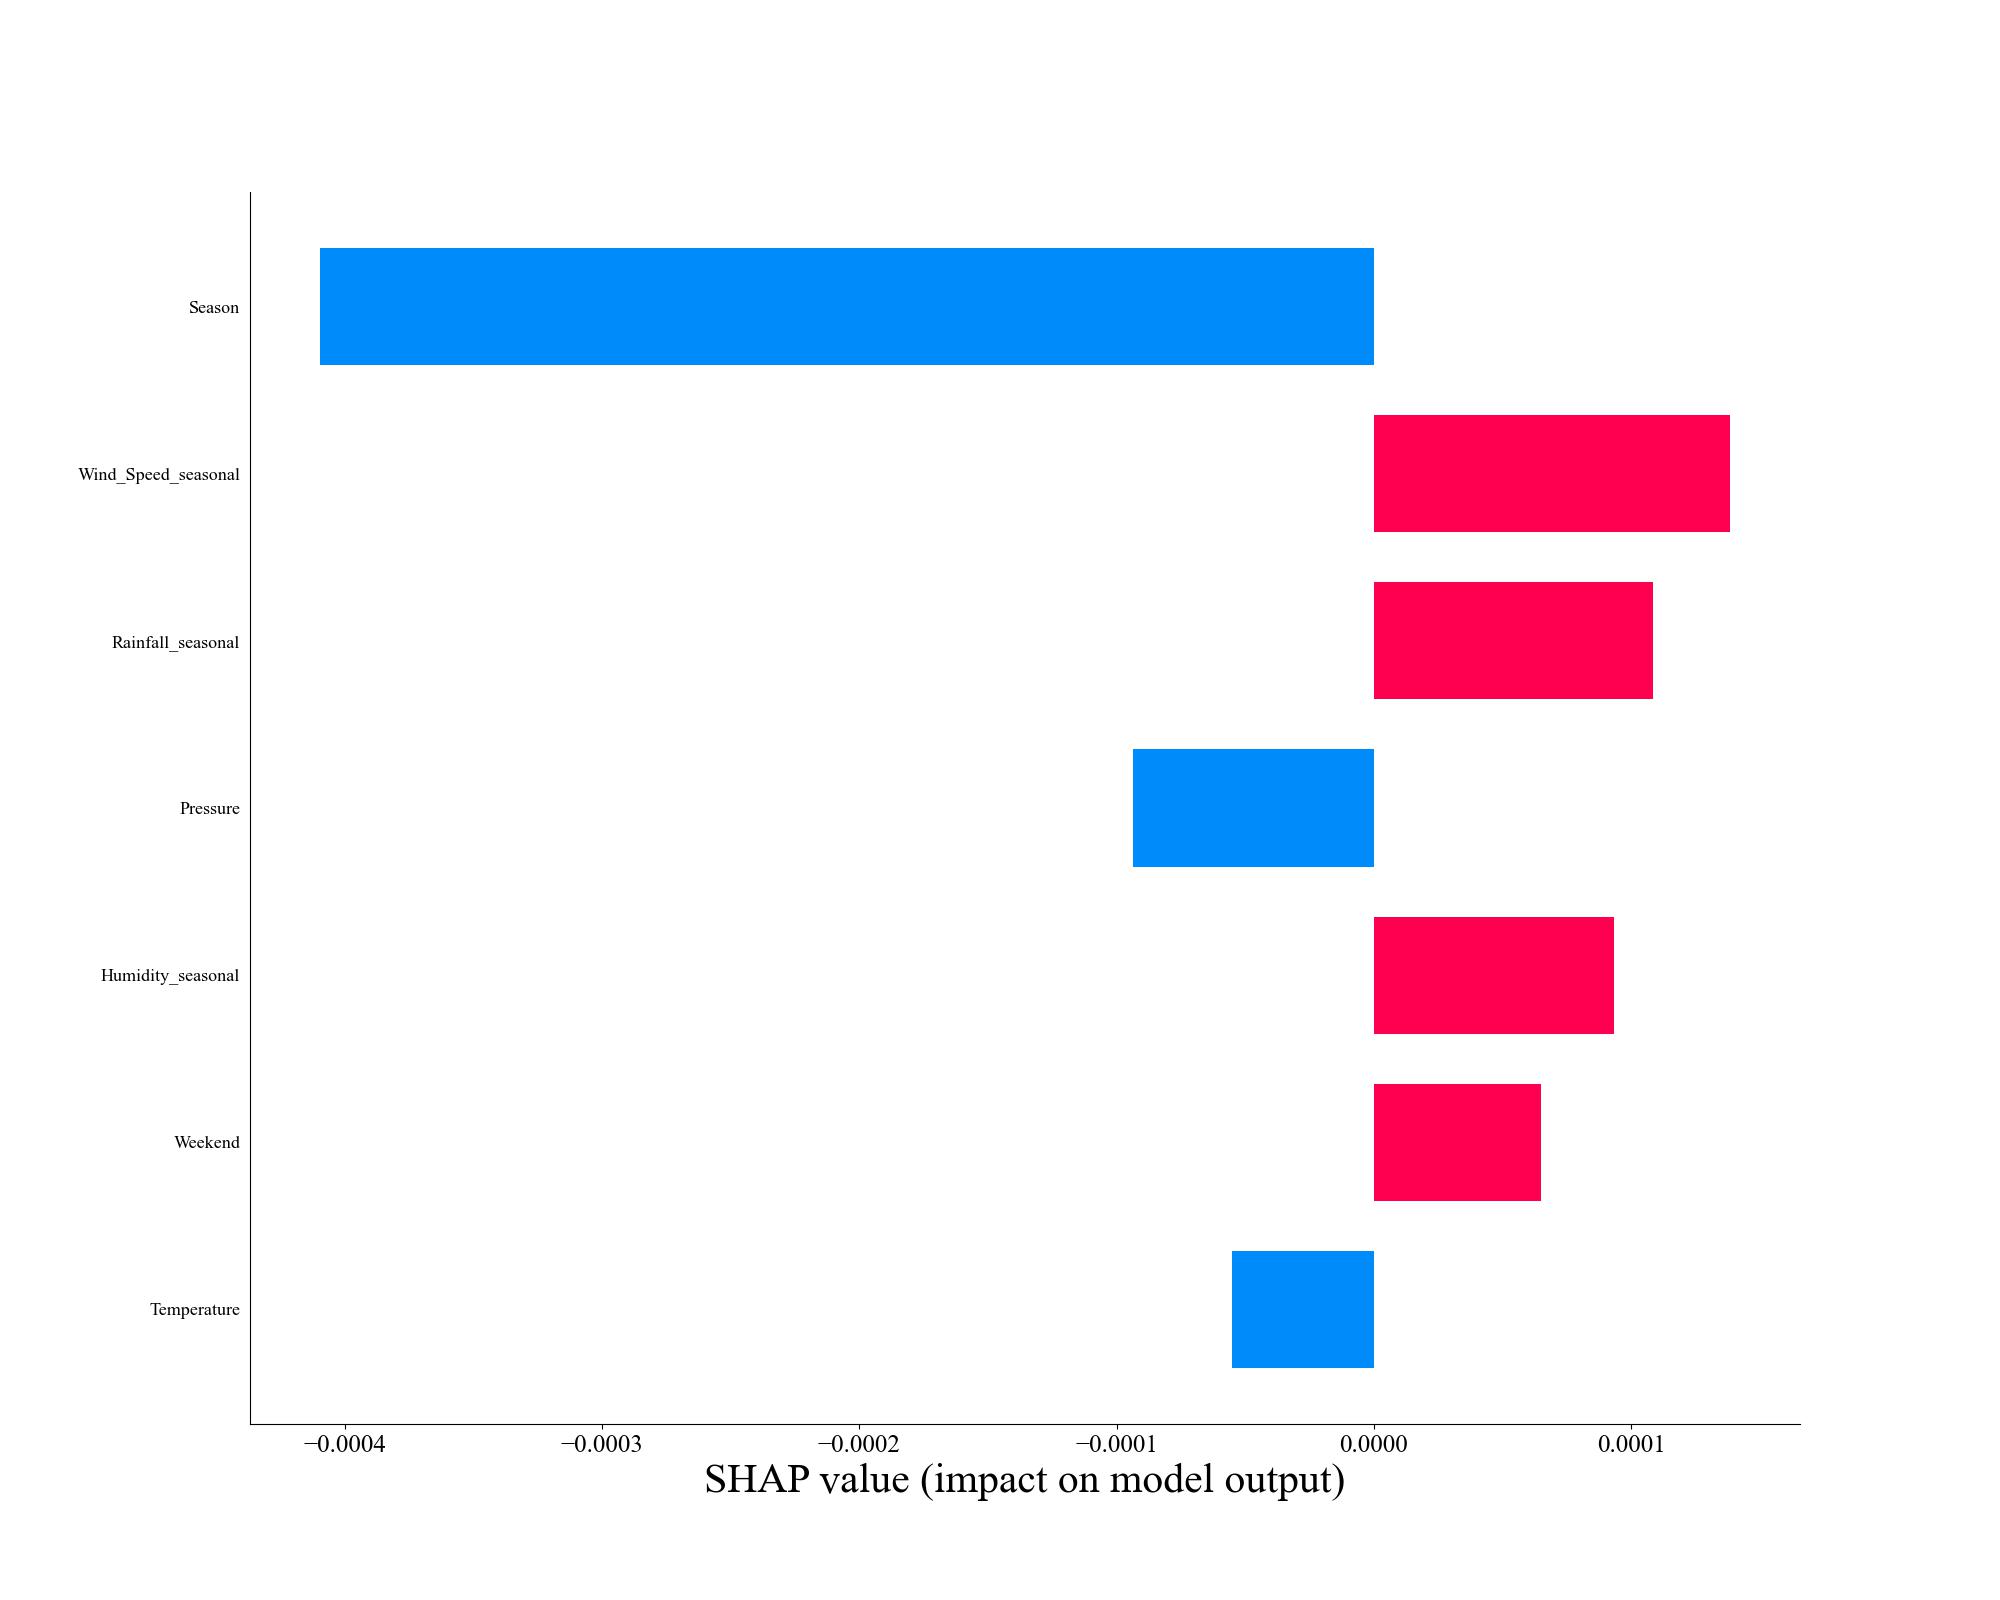 Season
Wind_Speed_seasonal
Rainfall_seasonal
Pressure
Humidity_seasonal
Weekend
Temperature
−0.0004 −0.0003 −0.0002 −0.0001 0.0000 0.0001
SHAP value (impact on model output)